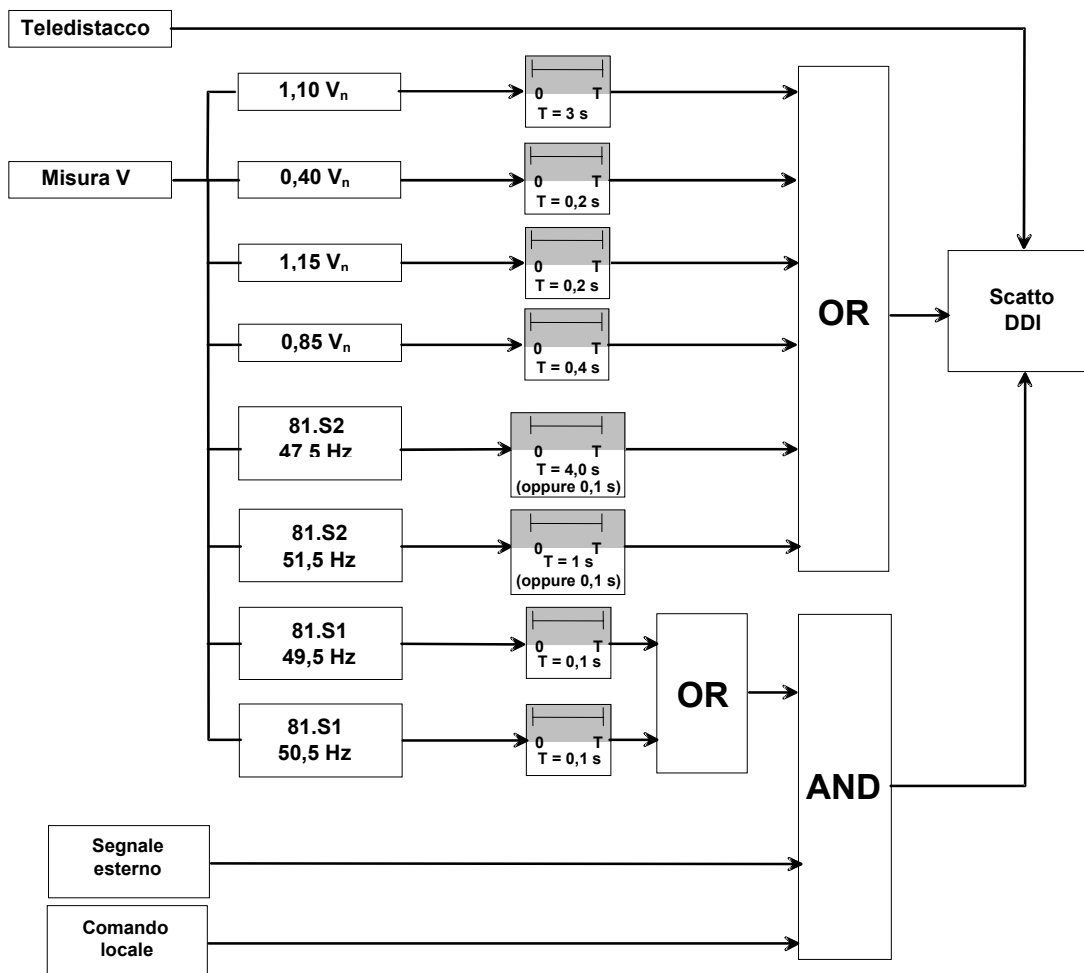 Teledistacco
1,10 Vn
0 T
T = 3 s
Misura V
0,40 Vn
0 T
T = 0,2 s
1,15 Vn
0 T
T = 0,2 s
0,85 Vn
0 T
T = 0,4 s
OR
Scatto
DDI
81.S2
47,5 Hz
0 T
T = 4,0 s
(oppure 0,1 s)
81.S2
51,5 Hz
0 T
T = 1 s
(oppure 0,1 s)
81.S1
49,5 Hz
0 T
T = 0,1 s
OR
81.S1
50,5 Hz
0 T
T = 0,1 s
AND
Segnale
esterno
Comando
locale